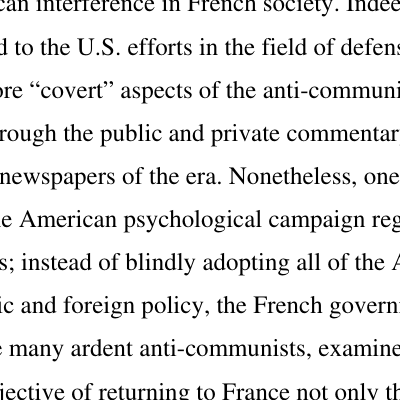 can interference in French society. Indee
d to the U.S. efforts in the field of defens
ore “covert” aspects of the anti-communi
rough the public and private commentar
newspapers of the era. Nonetheless, one
e American psychological campaign reg
s; instead of blindly adopting all of the A
ic and foreign policy, the French govern
e many ardent anti-communists, examine
jective of returning to France not only th